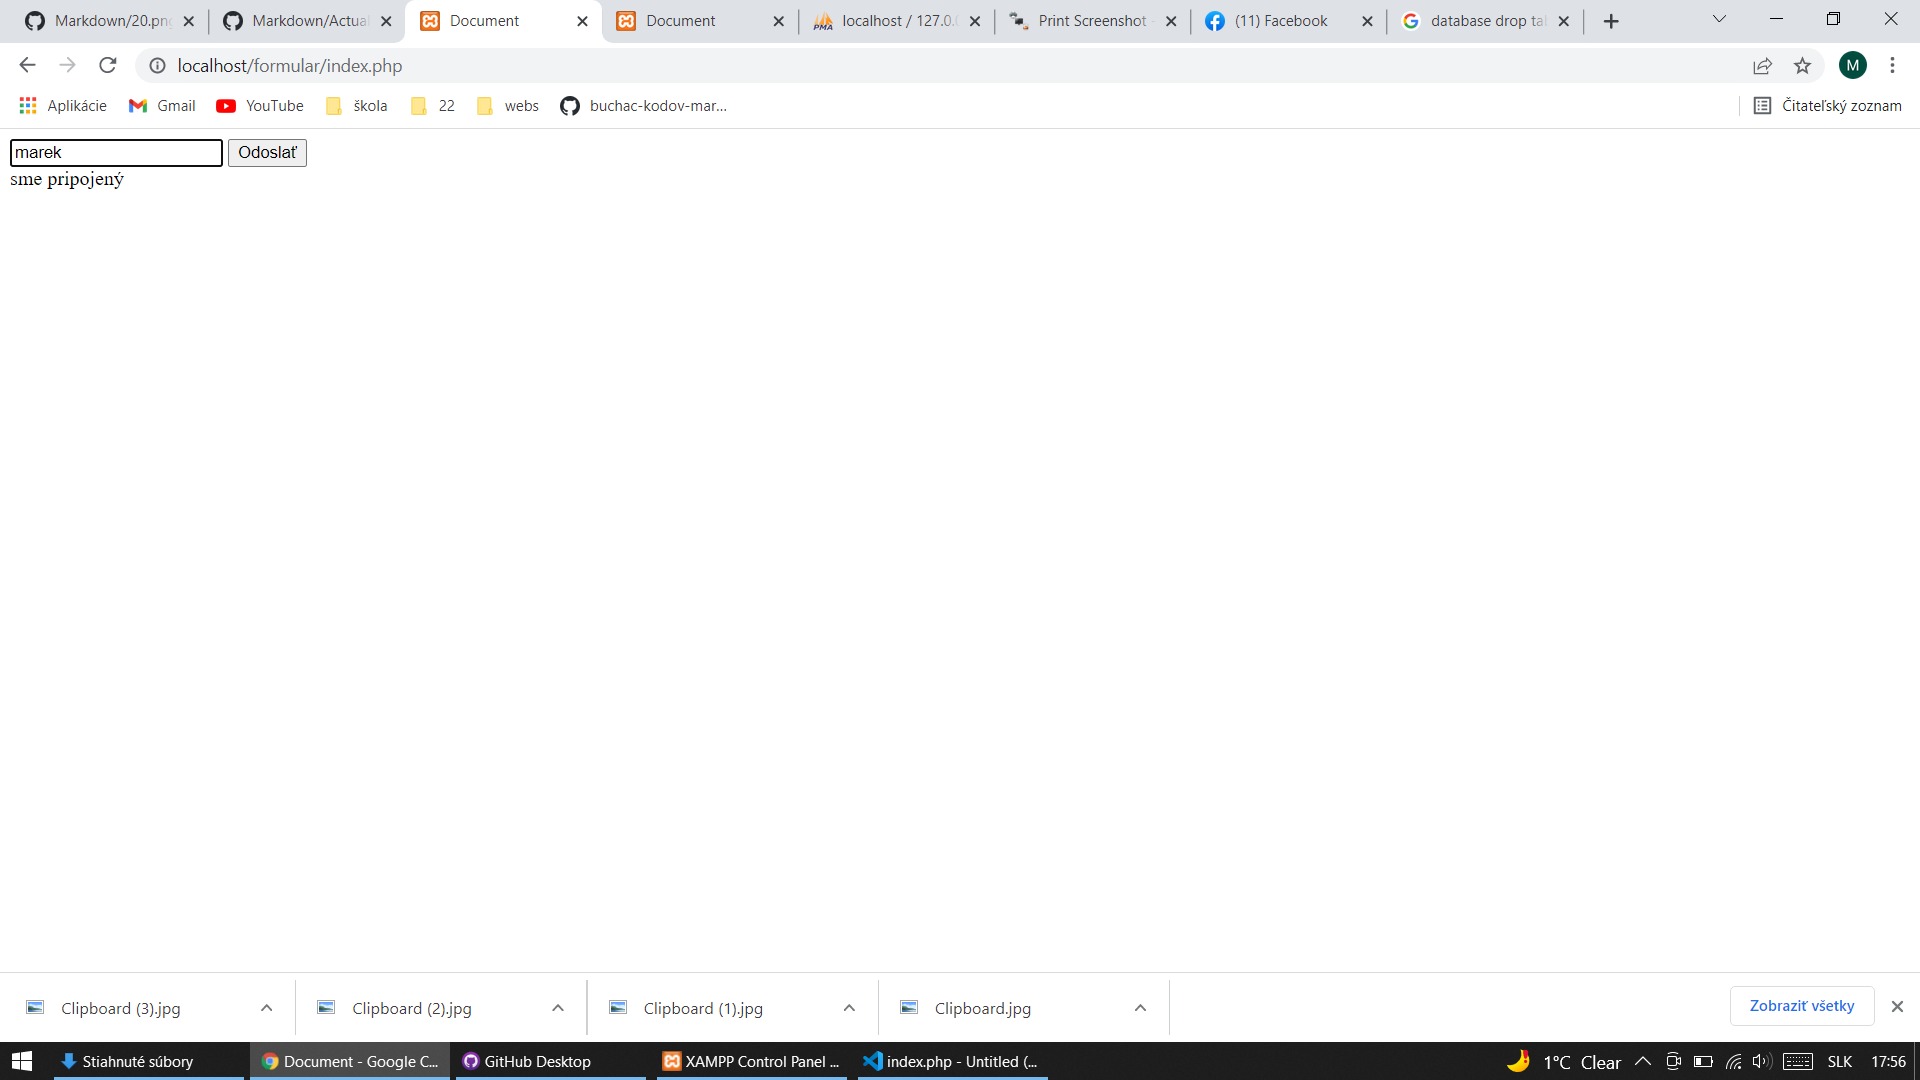 Markdown/20.pn
Markdown/Actual
Document
Document
localhost / 127.0.0
Print Screenshot -
(11) Facebook
database drop tal
localhost/formular/index.php
M
Aplikácie
Gmail
YouTube
škola
22
webs
buchac-kodov-mar...
Čitateľský zoznam
marek Odoslať
sme pripojený
Clipboard (3).jpg
Clipboard (2).jpg
Clipboard (1).jpg
Clipboard.jpg
Zobraziť všetky
Stiahnuté súbory
Document - Google C...
GitHub Desktop
XAMPP Control Panel ...
index.php - Untitled (...
1°C Clear
SLK
17:56